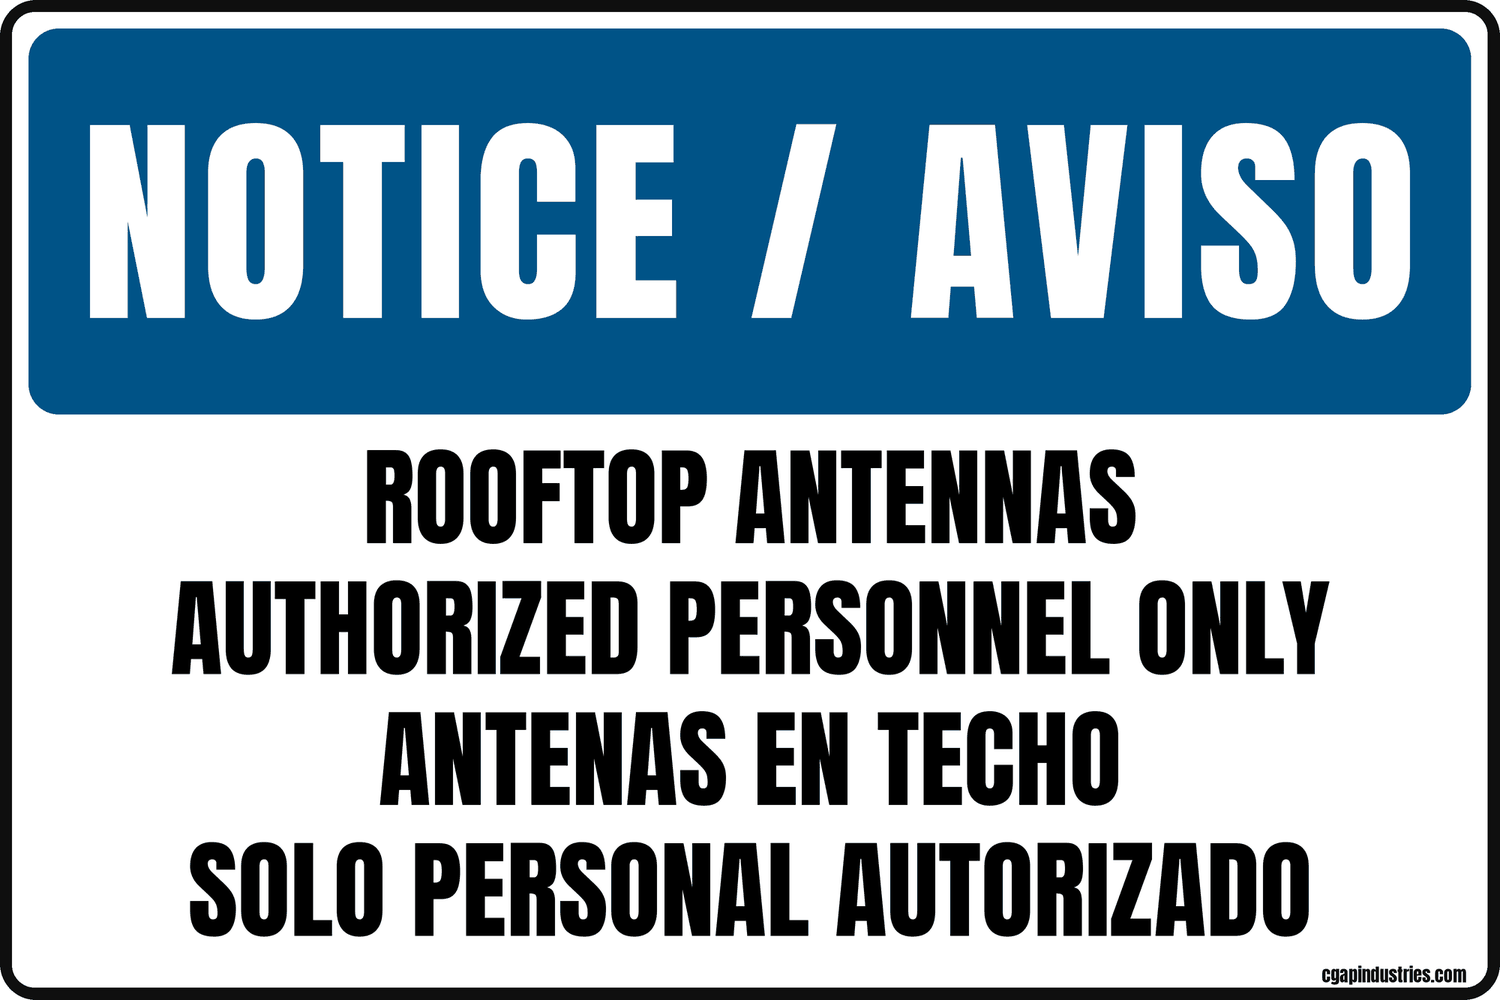 NOTICE / AVISO
ROOFTOP ANTENNAS
AUTHORIZED PERSONNEL ONLY
ANTENAS EN TECHO
SOLO PERSONAL AUTORIZADO
cgapindustries.com